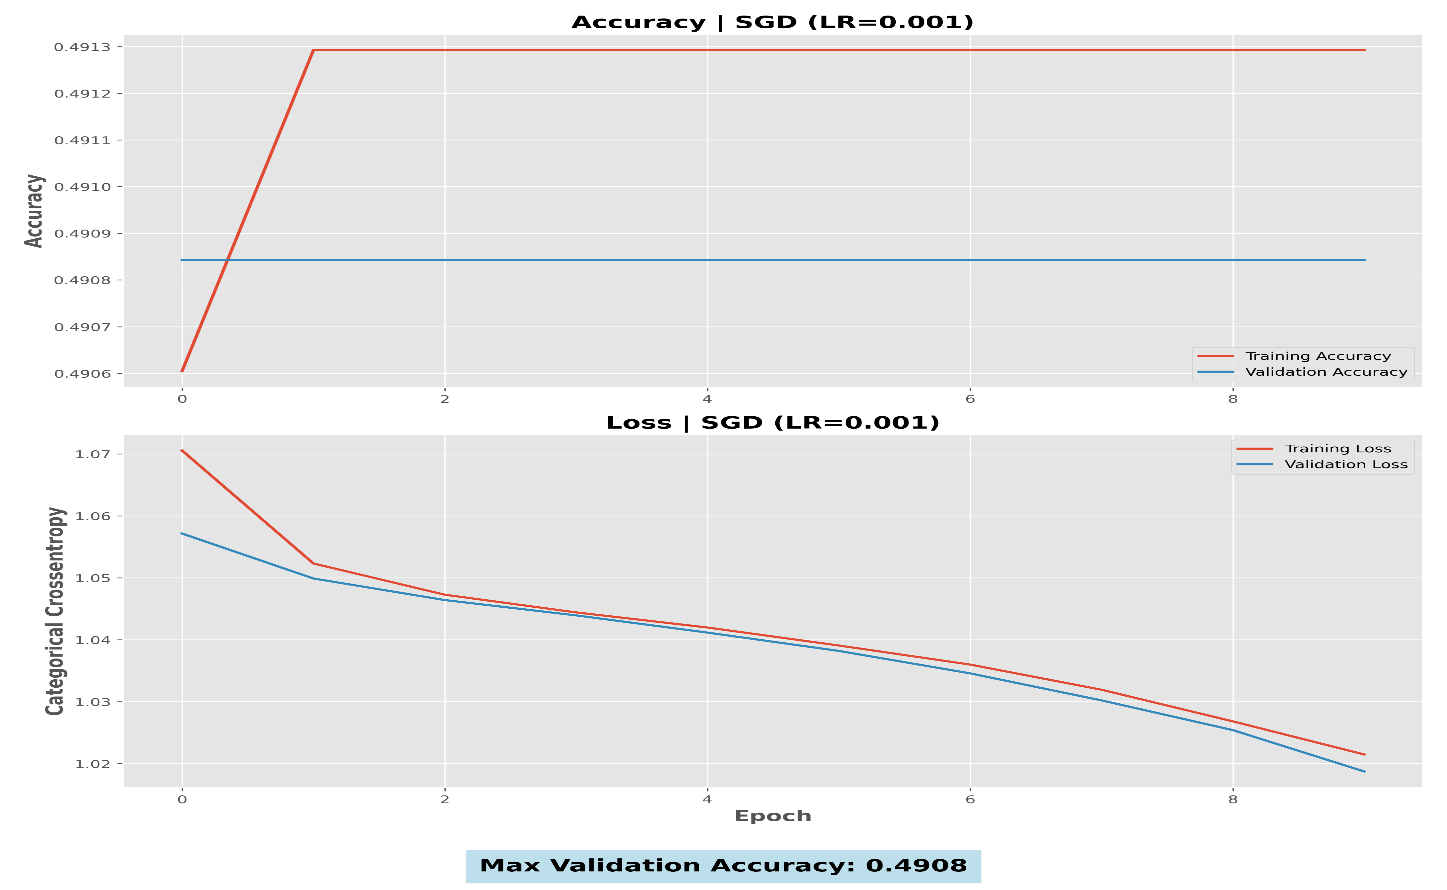 Accuracy | SGD (LR=0.001)
0.4913
0.4912
0.4911
0.4910
0.4909
0.4908
0.4907
0.4906
Accuracy
Training Accuracy
Validation Accuracy
0 2 4 6 8
Loss | SGD (LR=0.001)
1.07
1.06
1.05
1.04
1.03
1.02
Categorical Crossentropy
Training Loss
Validation Loss
0 2 4 6 8
Epoch
Max Validation Accuracy: 0.4908